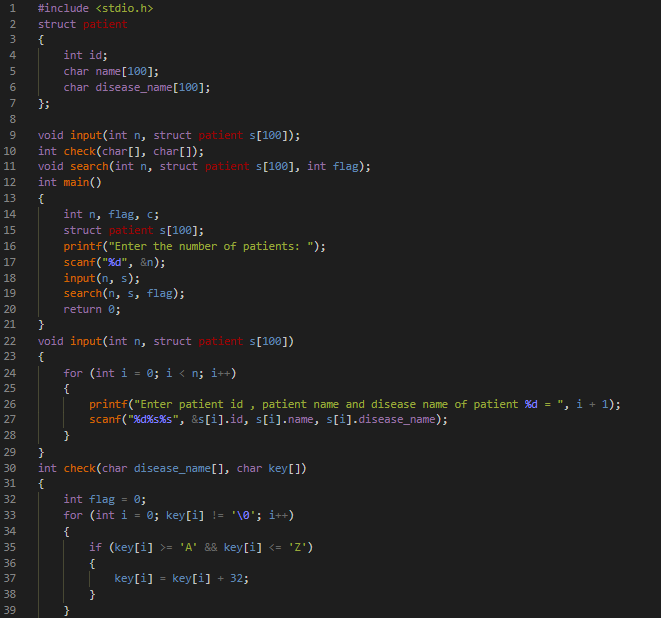 1 #include <stdio.h>
2 struct patient
3 {
4 int id;
5 char name[100];
6 char disease_name[100];
7 };
8
9 void input(int n, struct patient s[100]);
10 int check(char[], char[]);
11 void search(int n, struct patient s[100], int flag);
12 int main()
13 {
14 int n, flag, c;
15 struct patient s[100];
16 printf("Enter the number of patients: ");
17 scanf("%d", &n);
18 input(n, s);
19 search(n, s, flag);
20 return 0;
21 }
22 void input(int n, struct patient s[100])
23 {
24 for (int i = 0; i < n; i++)
25 {
26 printf("Enter patient id , patient name and disease name of patient %d = ", i + 1);
27 scanf("%d%s%s", &s[i].id, s[i].name, s[i].disease_name);
28 }
29 }
30 int check(char disease_name[], char key[])
31 {
32 int flag = 0;
33 for (int i = 0; key[i] != '\0'; i++)
34 {
35 if (key[i] >= 'A' && key[i] <= 'Z')
36 {
37 key[i] = key[i] + 32;
38 }
39 }